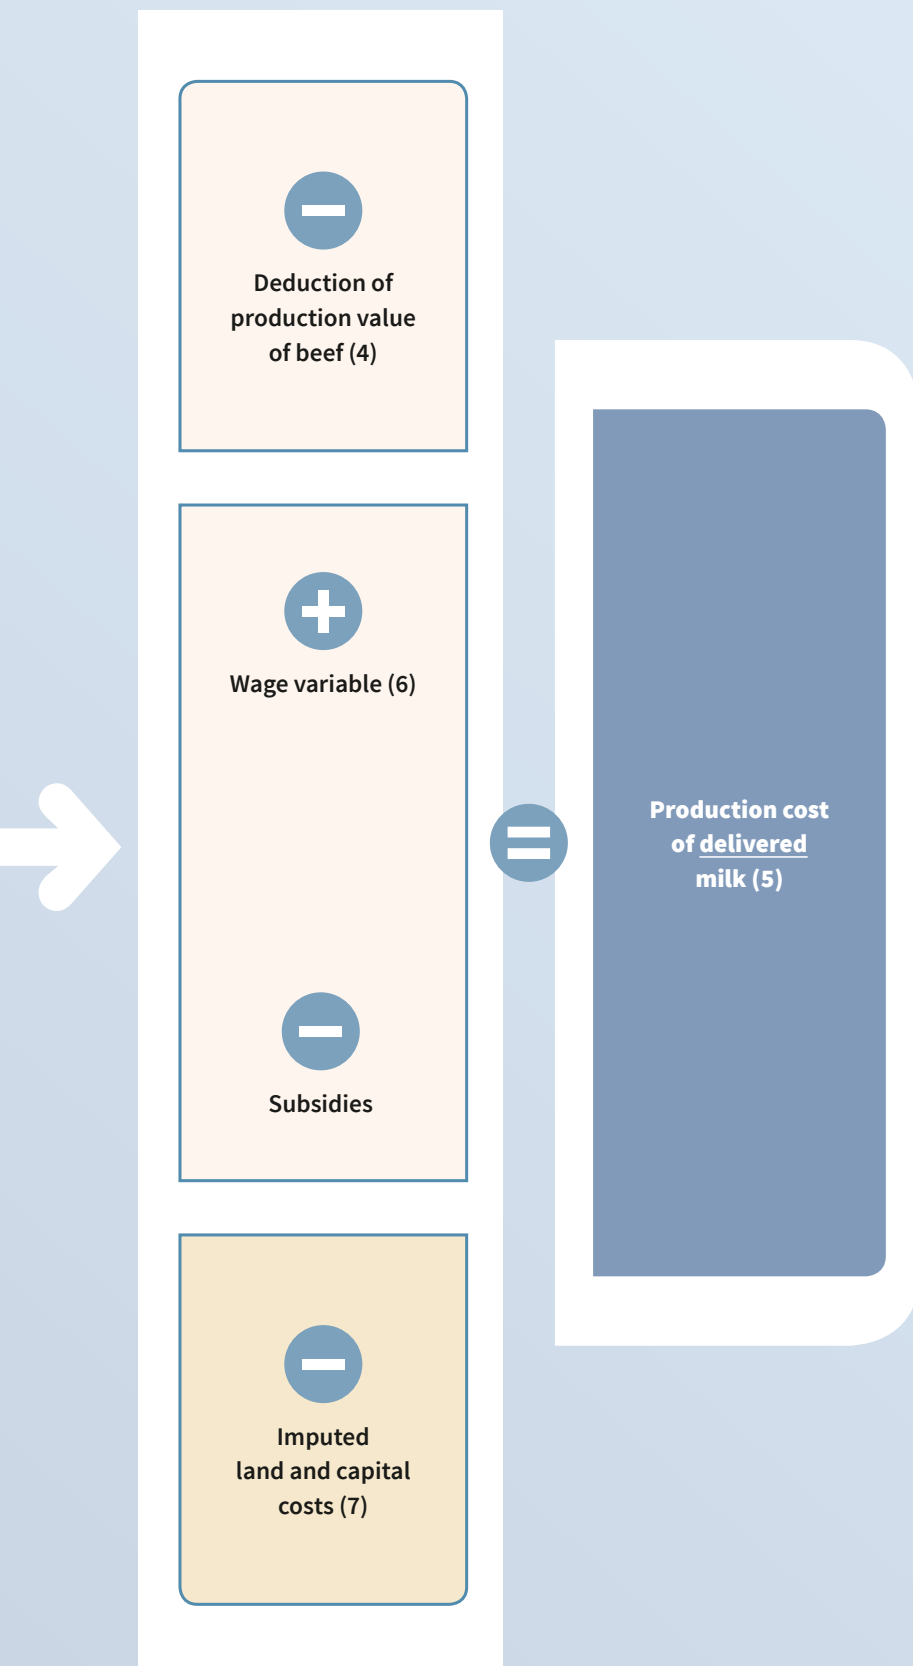 Deduction of
production value
of beef (4)
Wage variable (6)
Subsidies
Imputed
land and capital
costs (7)
Production cost
of delivered
milk (5)